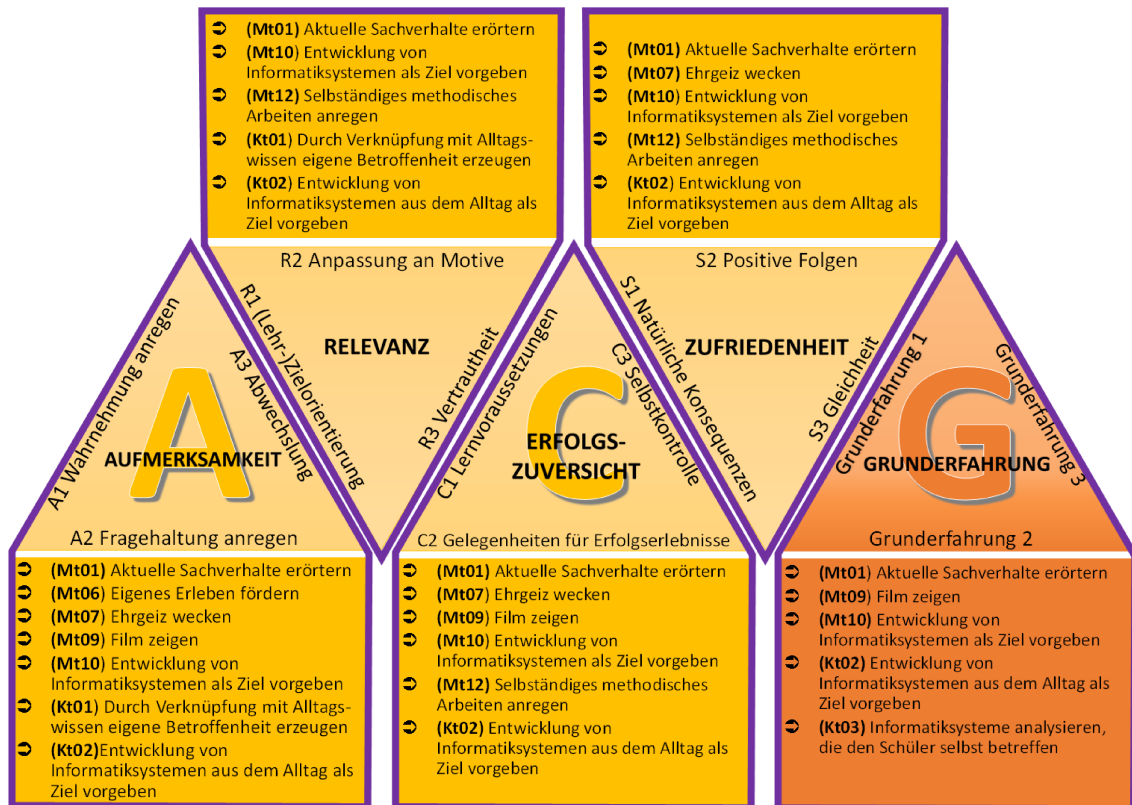 ➲ (Mt01) Aktuelle Sachverhalte erörtern
➲ (Mt10) Entwicklung von
Informatiksystemen als Ziel vorgeben
➲ (Mt12) Selbständiges methodisches
Arbeiten anregen
➲ (Kt01) Durch Verknüpfung mit Alltags-
wissen eigene Betroffenheit erzeugen
➲ (Kt02) Entwicklung von
Informatiksystemen aus dem Alltag als
Ziel vorgeben
➲ (Mt01) Aktuelle Sachverhalte erörtern
➲ (Mt07) Ehrgeiz wecken
➲ (Mt10) Entwicklung von
Informatiksystemen als Ziel vorgeben
➲ (Mt12) Selbständiges methodisches
Arbeiten anregen
➲ (Kt02) Entwicklung von
Informatiksystemen aus dem Alltag als
Ziel vorgeben
A1 Wahrnehmung anregen
A
AUFMERKSAMKEIT
A3 Abwechslung
A2 Fragehaltung anregen
R2 Anpassung an Motive
R1 (Lehr-)Zielorientierung
RELEVANZ
R3 Vertrautheit
C1 Lernvoraussetzungen
C
ERFOLGS-
ZUVERSICHT
C3 Selbstkontrolle
C2 Gelegenheiten für Erfolgserlebnisse
S2 Positive Folgen
S1 Natürliche Konsequenzen
ZUFRIEDENHEIT
S3 Gleichheit
Grunderfahrung 1
G
GRUNDERFAHRUNG
Grunderfahrung 3
Grunderfahrung 2
➲ (Mt01) Aktuelle Sachverhalte erörtern
➲ (Mt06) Eigenes Erleben fördern
➲ (Mt07) Ehrgeiz wecken
➲ (Mt09) Film zeigen
➲ (Mt10) Entwicklung von
Informatiksystemen als Ziel vorgeben
➲ (Kt01) Durch Verknüpfung mit Alltags-
wissen eigene Betroffenheit erzeugen
➲ (Kt02)Entwicklung von
Informatiksystemen aus dem Alltag als
Ziel vorgeben
➲ (Mt01) Aktuelle Sachverhalte erörtern
➲ (Mt07) Ehrgeiz wecken
➲ (Mt09) Film zeigen
➲ (Mt10) Entwicklung von
Informatiksystemen als Ziel vorgeben
➲ (Mt12) Selbständiges methodisches
Arbeiten anregen
➲ (Kt02) Entwicklung von
Informatiksystemen aus dem Alltag als
Ziel vorgeben
➲ (Mt01) Aktuelle Sachverhalte erörtern
➲ (Mt09) Film zeigen
➲ (Mt10) Entwicklung von
Informatiksystemen als Ziel vorgeben
➲ (Kt02) Entwicklung von
Informatiksystemen aus dem Alltag als
Ziel vorgeben
➲ (Kt03) Informatiksysteme analysieren,
die den Schüler selbst betreffen